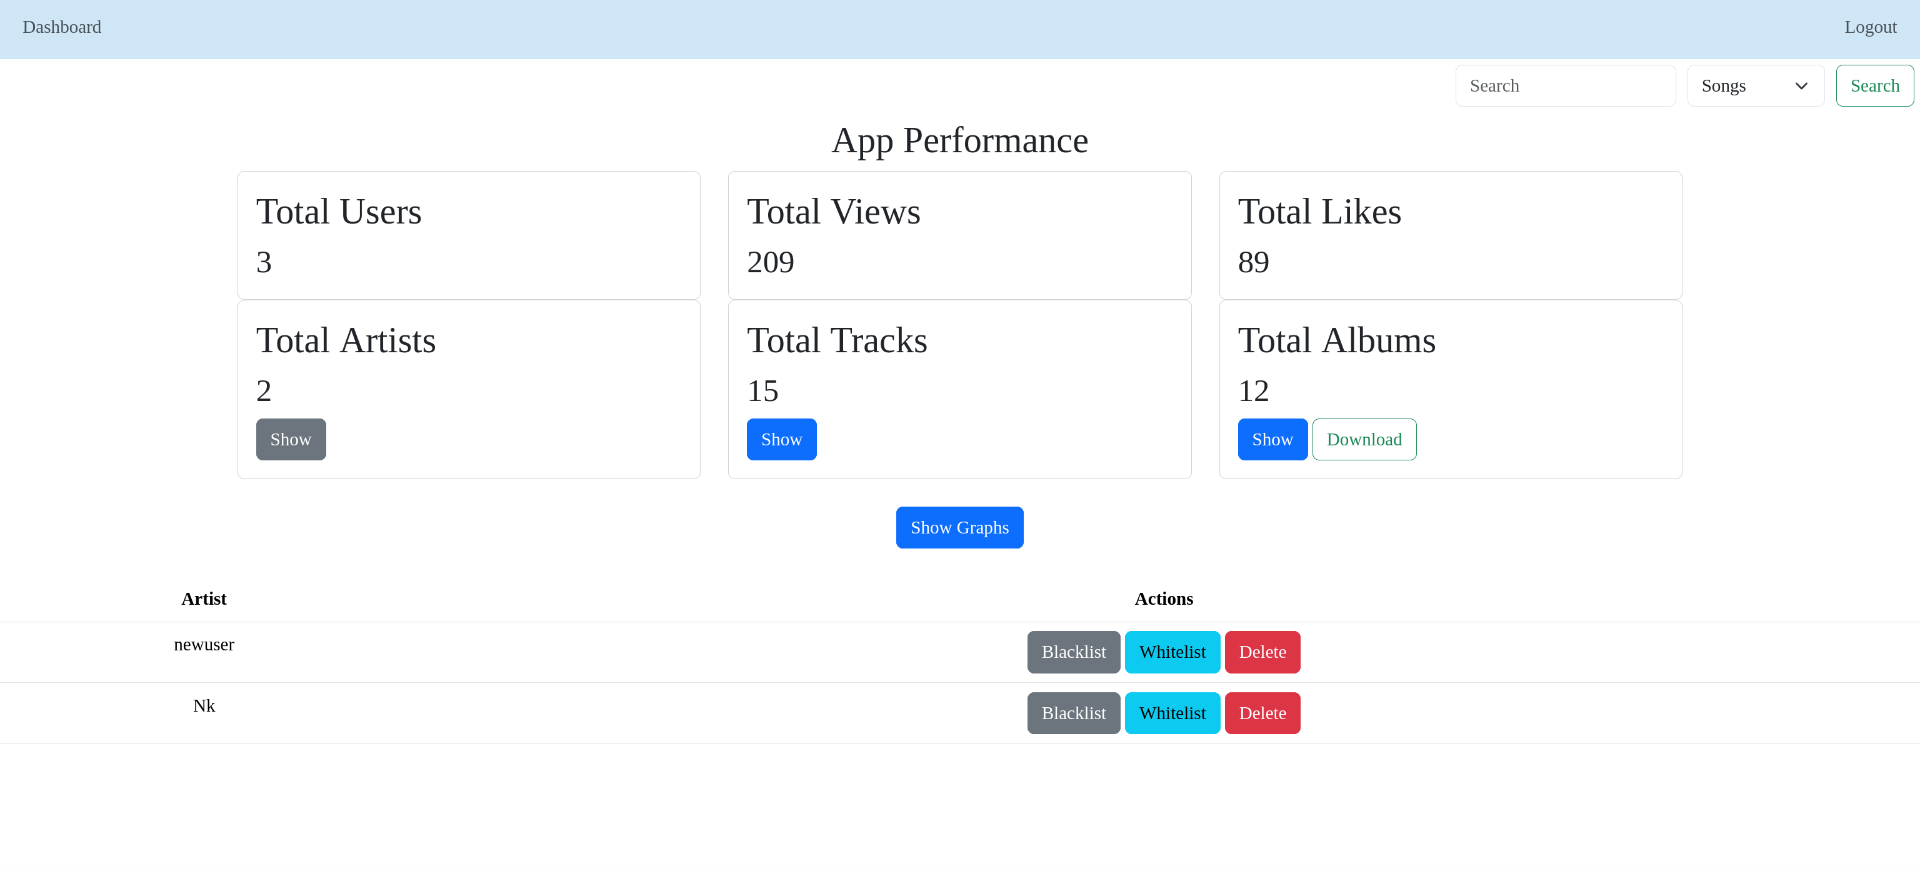 Dashboard Logout
Search Songs Search
App Performance
Total Users Total Views Total Likes
3 209 89
Total Artists Total Tracks Total Albums
2 15 12
Show Show Show Download
Show Graphs
Artist Actions
newuser Blacklist Whitelist Delete
Nk Blacklist Whitelist Delete